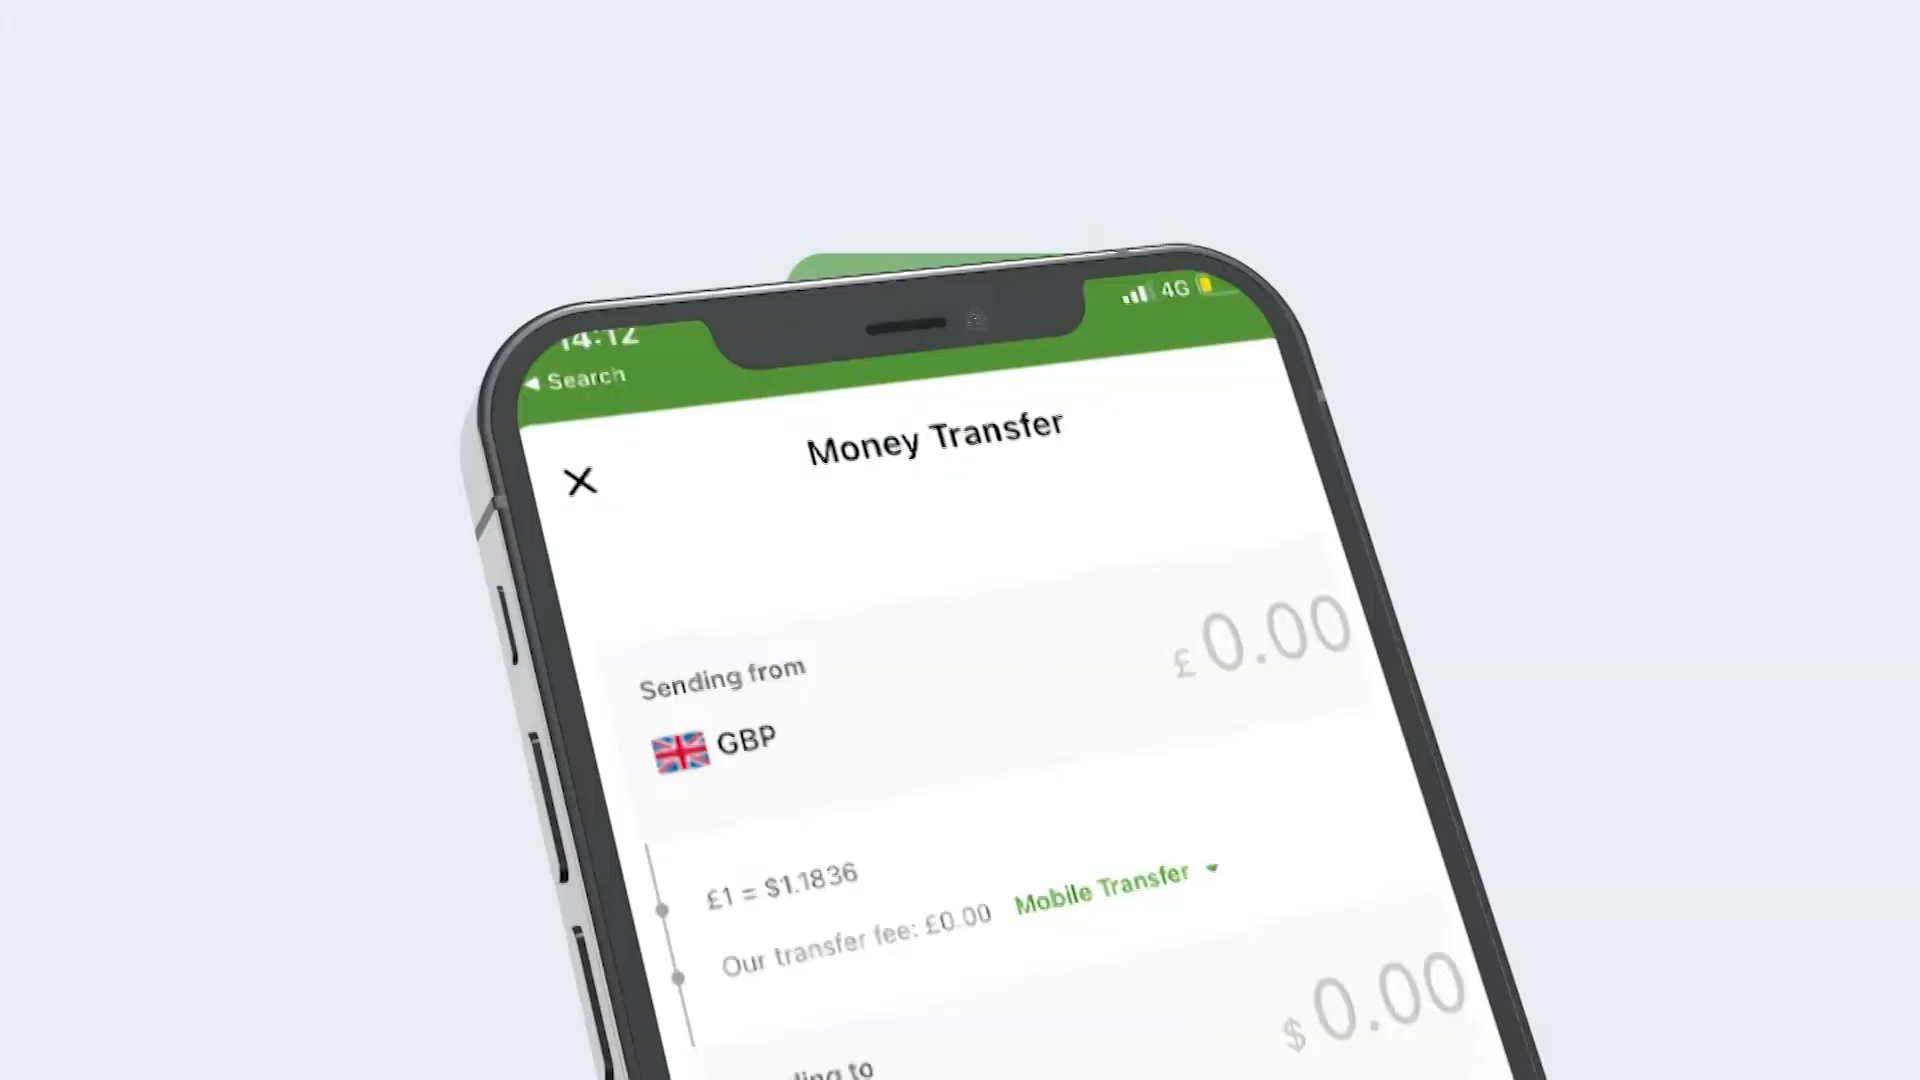 14:12
4G
Search
Money Transfer
Sending from
£0.00
GBP
£1 = $1.1836
Our transfer fee: £0.00 Mobile Transfer
$0.00
to